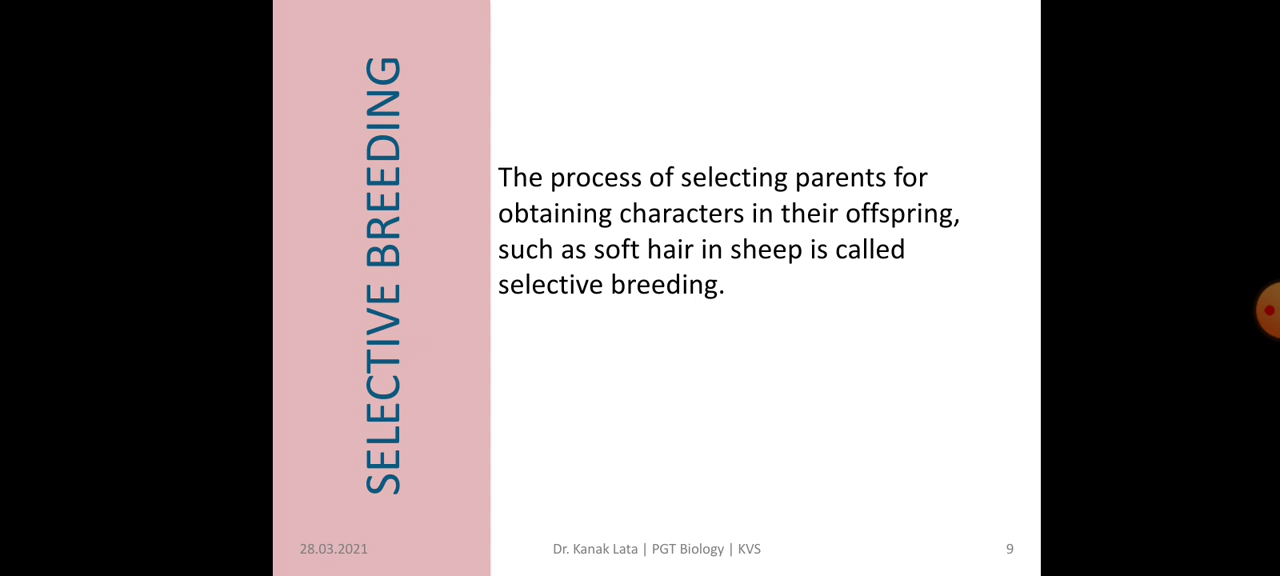 SELECTIVE BREEDING
The process of selecting parents for
obtaining characters in their offspring,
such as soft hair in sheep is called
selective breeding.
28.03.2021
Dr. Kanak Lata | PGT Biology | KVS
9